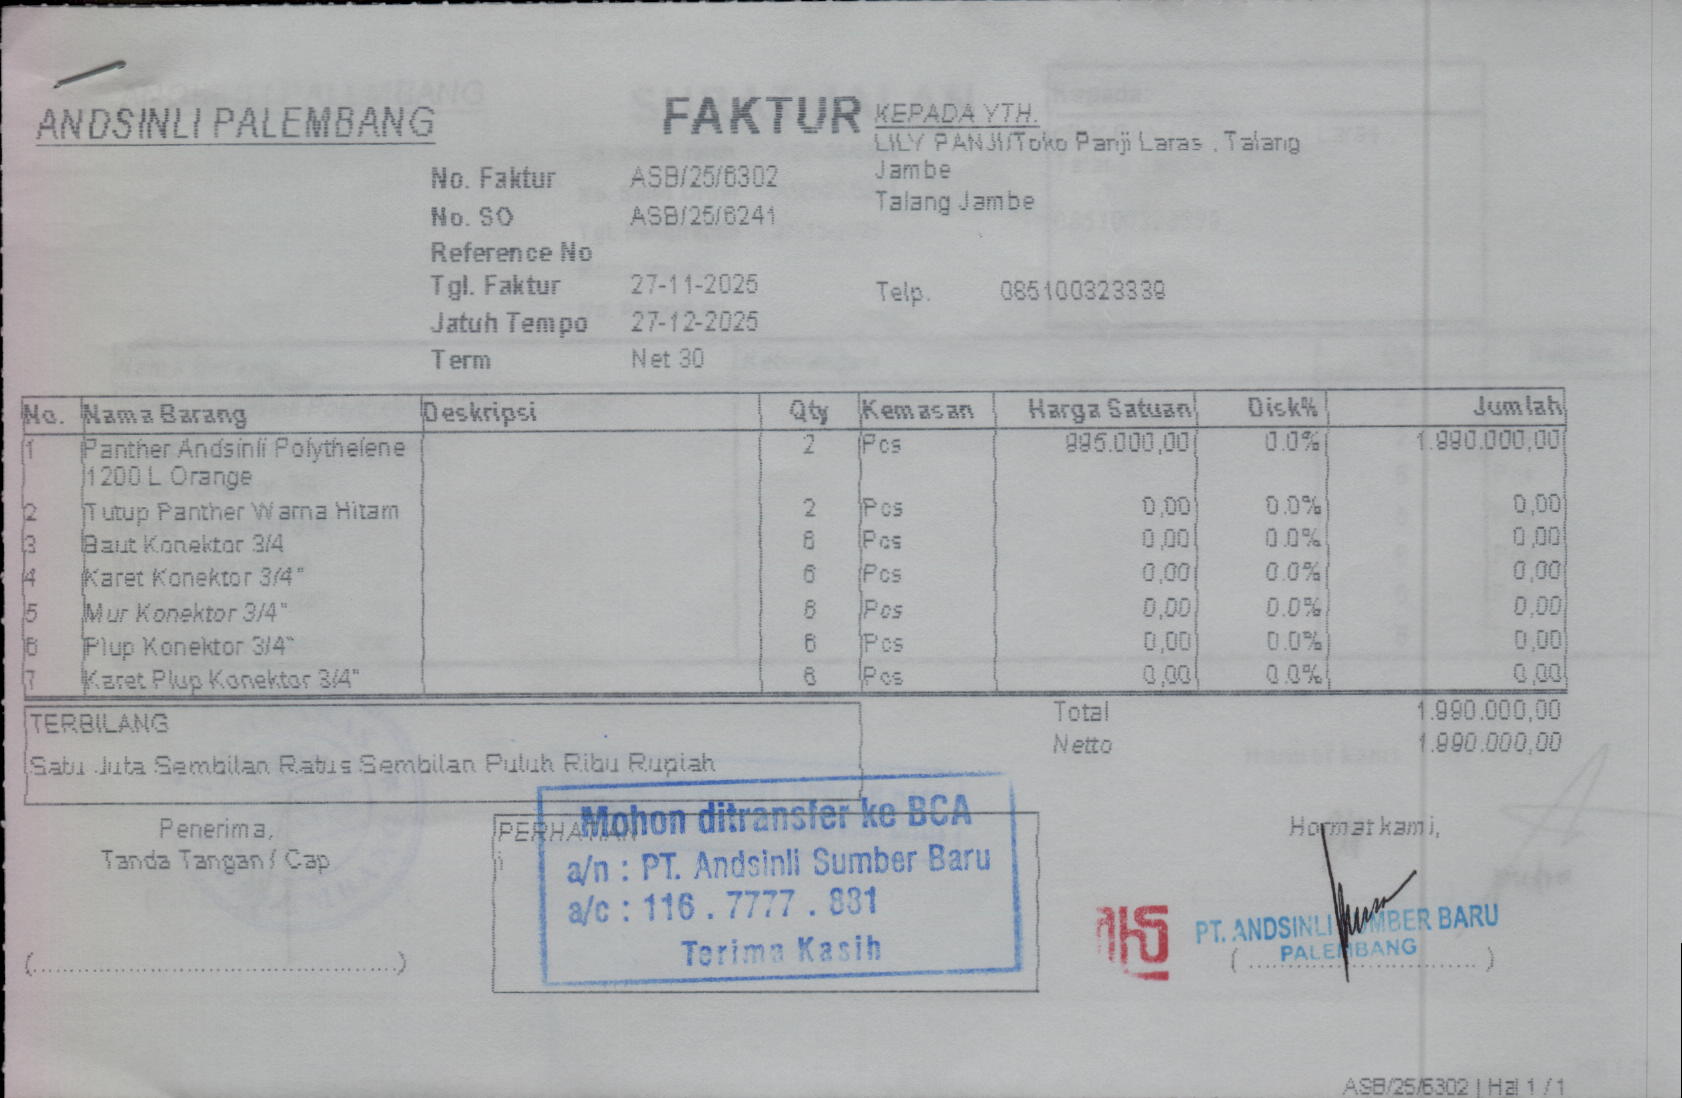 ANDSINLI PALEMBANG
FAKTUR
KEPADA YTH.
LILY PANJI/Toko Panji Laras , Talang
Jambe
Talang Jambe
Telp. 085100323339
No. Faktur ASB/25/6302
No. SO ASB/25/6241
Reference No
Tgl. Faktur 27-11-2025
Jatuh Tempo 27-12-2025
Term Net 30
No. Nama Barang Deskripsi Qty Kemasan Harga Satuan Disk% Jumlah
1 Panther Andsinli Polythelene 2 Pcs 995.000,00 0.0% 1.990.000,00
1200 L Orange
2 Tutup Panther Warna Hitam 2 Pcs 0,00 0.0% 0,00
3 Baut Konektor 3/4 6 Pcs 0,00 0.0% 0,00
4 Karet Konektor 3/4" 6 Pcs 0,00 0.0% 0,00
5 Mur Konektor 3/4" 6 Pcs 0,00 0.0% 0,00
6 Plup Konektor 3/4" 6 Pcs 0,00 0.0% 0,00
7 Karet Plup Konektor 3/4" 6 Pcs 0,00 0.0% 0,00
TERBILANG
Satu Juta Sembilan Ratus Sembilan Puluh Ribu Rupiah
Total 1.990.000,00
Netto 1.990.000,00
Penerima,
Tanda Tangan / Cap
(................................................)
PERHATIAN
Mohon ditransfer ke BCA
a/n : PT. Andsinli Sumber Baru
a/c : 116 . 7777 . 881
Terima Kasih
Hormat kami,
PT. ANDSINLI SUMBER BARU
PALEMBANG
( .............................. )
ASB/25/6302 | Hal 1 / 1